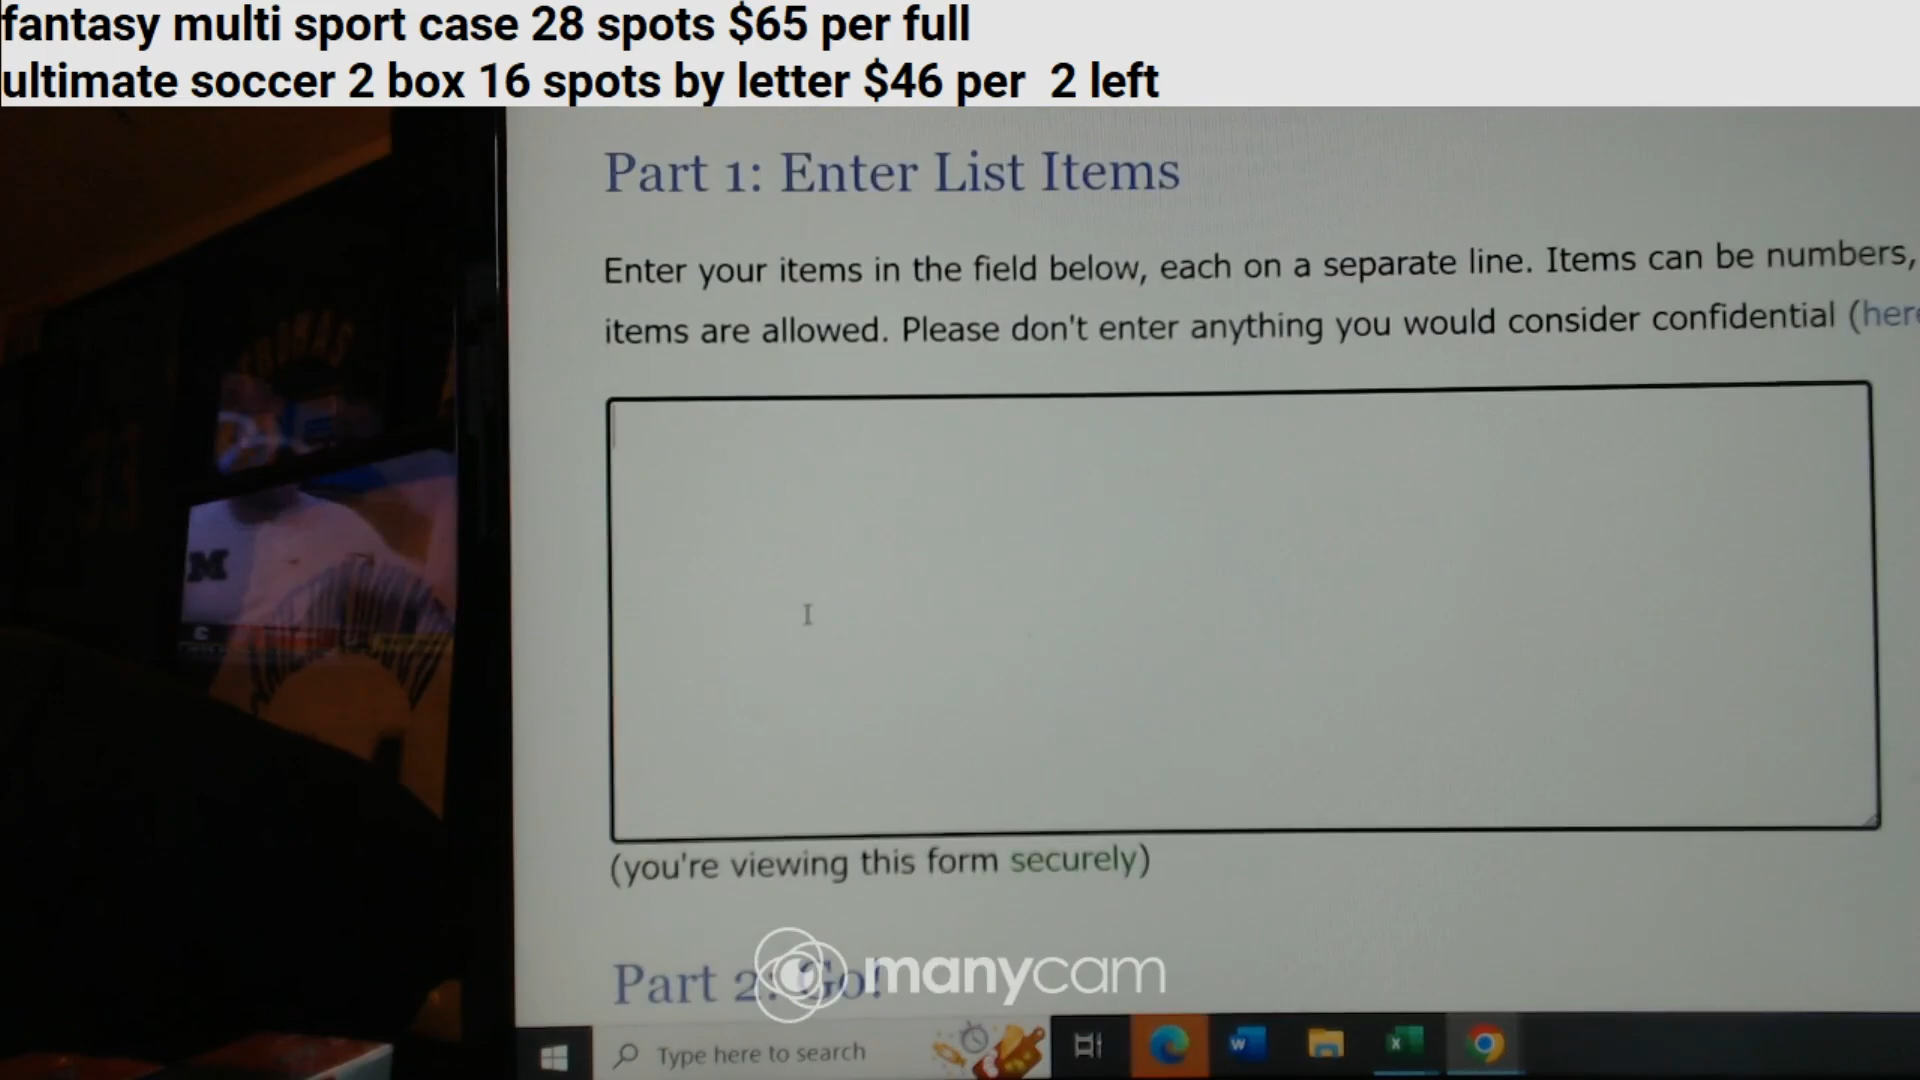 fantasy multi sport case 28 spots $65 per full
ultimate soccer 2 box 16 spots by letter $46 per 2 left
Part 1: Enter List Items
Enter your items in the field below, each on a separate line. Items can be numbers,
items are allowed. Please don't enter anything you would consider confidential (here
M
(you're viewing this form securely)
Part 2: Go!
manycam
Type here to search